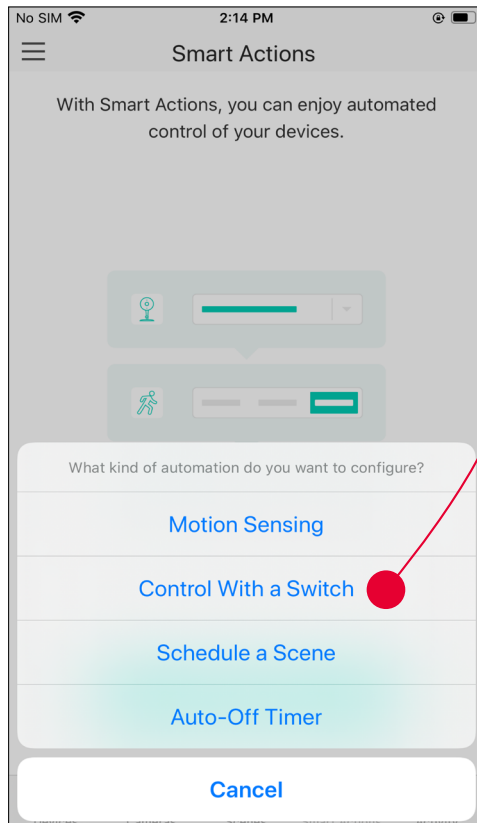 No SIM 2:14 PM
Smart Actions
With Smart Actions, you can enjoy automated
control of your devices.
What kind of automation do you want to configure?
Motion Sensing
Control With a Switch
Schedule a Scene
Auto-Off Timer
Cancel